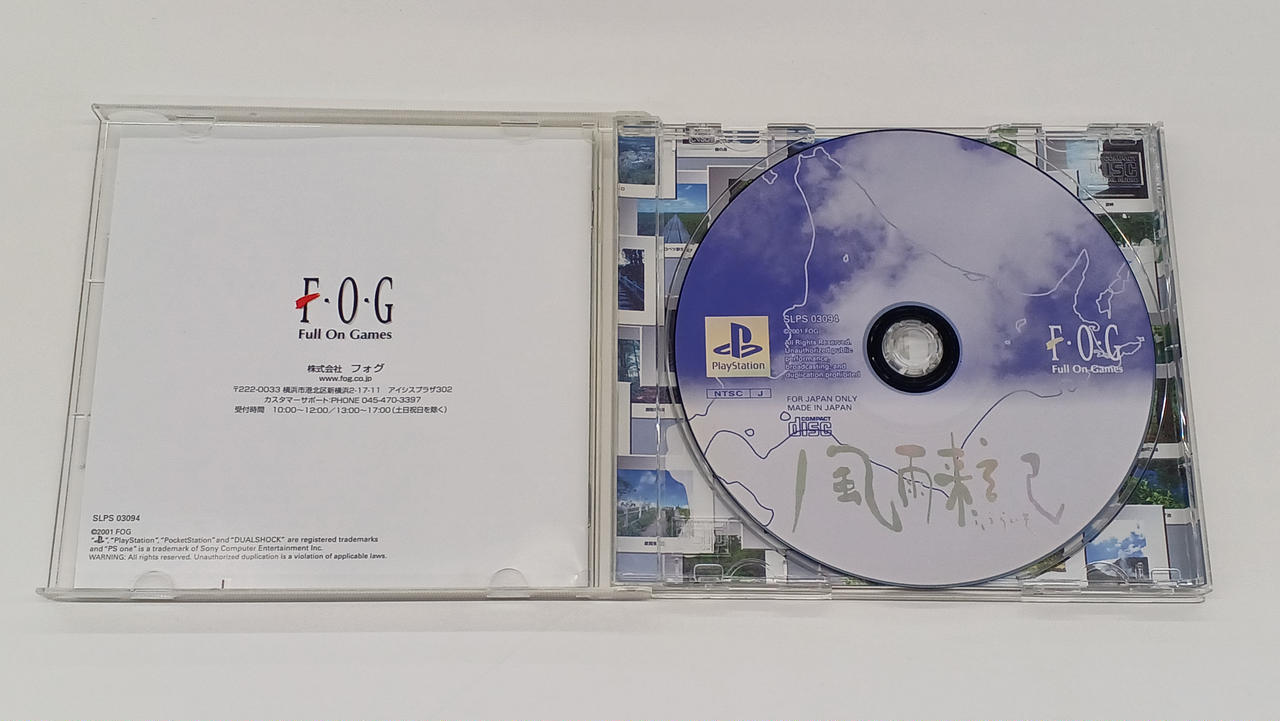 F・O・G
Full On Games
株式会社 フォグ
www.fog.co.jp
〒222-0033 横浜市港北区新横浜2-17-11 アイシスプラザ302
カスタマーサポート:PHONE 045-470-3397
受付時間 10:00~12:00/13:00~17:00(土日祝日を除く)
SLPS 03094
©2001 FOG
"PlayStation", "PocketStation" and "DUALSHOCK" are registered trademarks
and "PS one" is a trademark of Sony Computer Entertainment Inc.
WARNING: All rights reserved. Unauthorized duplication is a violation of applicable laws.
PlayStation
NTSC J
SLPS 03094
©2001 FOG
All Rights Reserved.
Unauthorized public
performance,
broadcasting, and
duplication prohibited
FOR JAPAN ONLY
MADE IN JAPAN
COMPACT
disc
F・O・G
Full On Games
風雨来記
COMPACT
disc